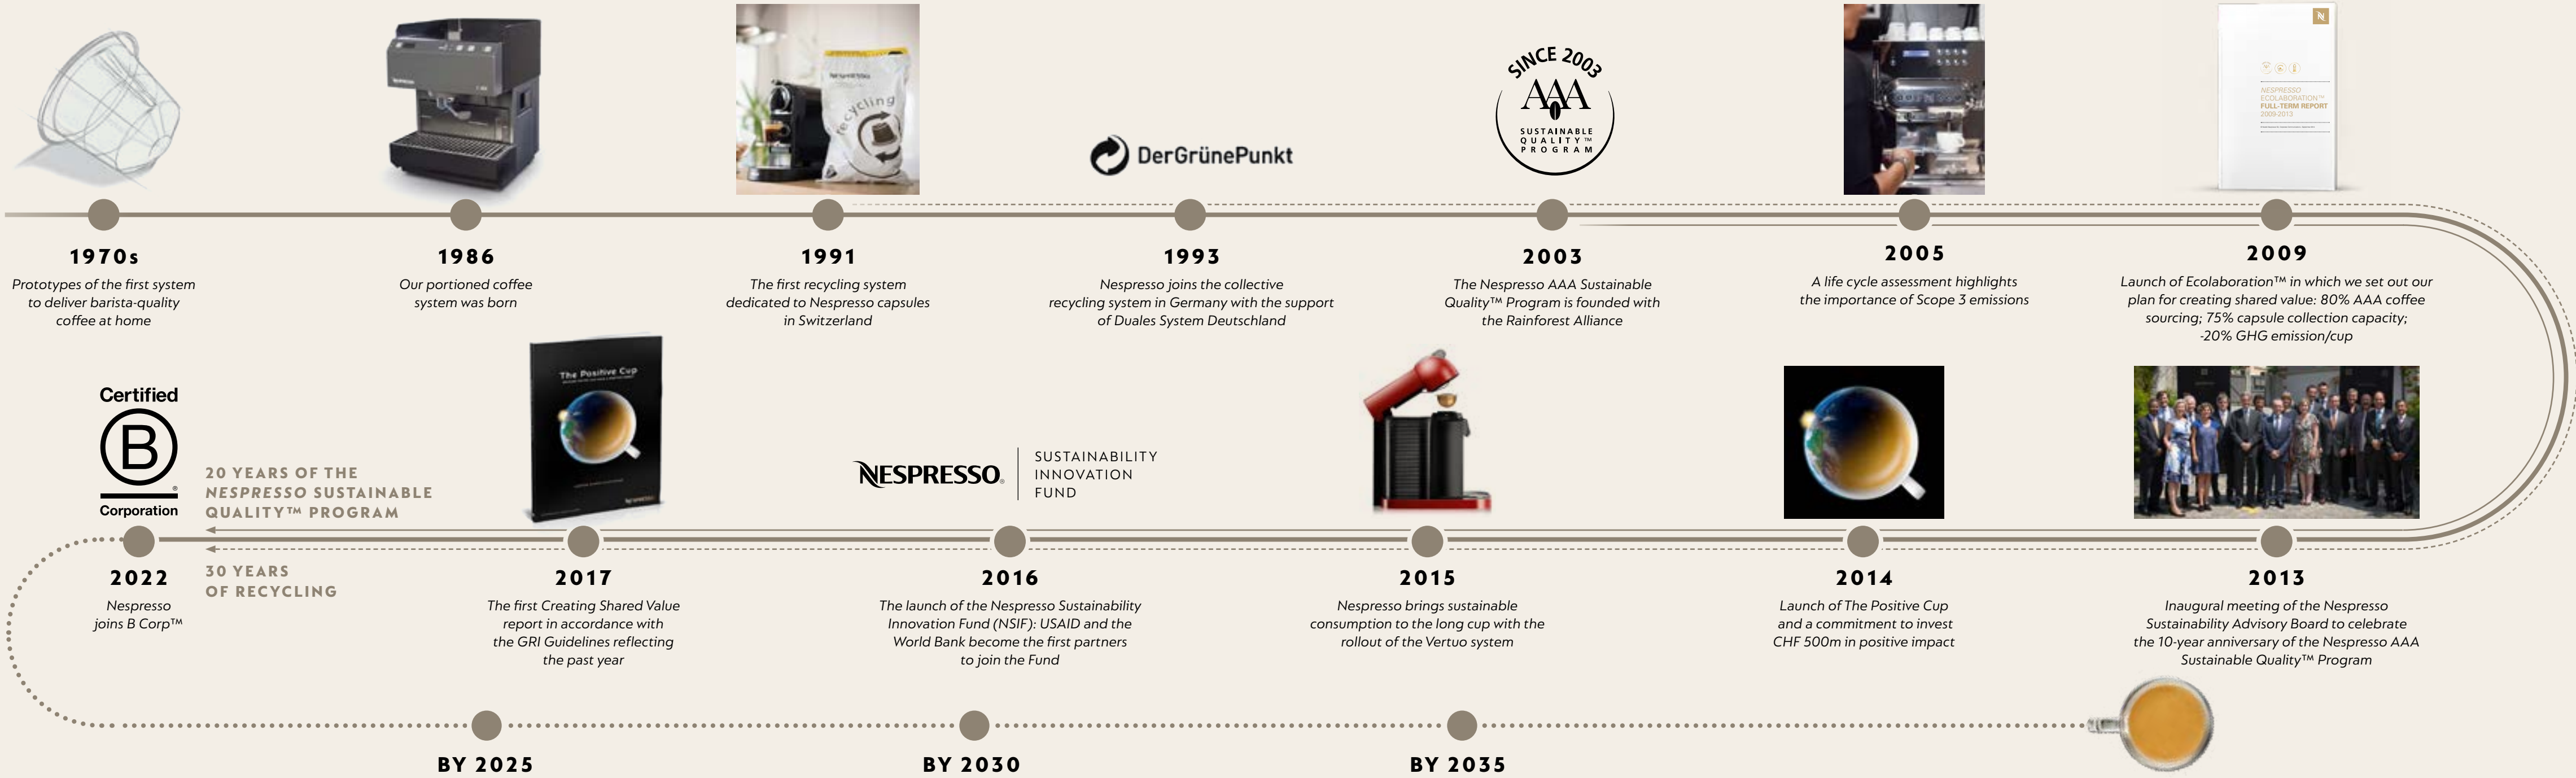 SINCE 2003
AAA
SUSTAINABLE
QUALITY™
PROGRAM
NESPRESSO
recycling
DerGrünePunkt
NESPRESSO
ECOLABORATION™
FULL-TERM REPORT
2009-2013
1970s
Prototypes of the first system
to deliver barista-quality
coffee at home
1986
Our portioned coffee
system was born
1991
The first recycling system
dedicated to Nespresso capsules
in Switzerland
1993
Nespresso joins the collective
recycling system in Germany with the support
of Duales System Deutschland
2003
The Nespresso AAA Sustainable
Quality™ Program is founded with
the Rainforest Alliance
2005
A life cycle assessment highlights
the importance of Scope 3 emissions
2009
Launch of Ecolaboration™ in which we set out our
plan for creating shared value: 80% AAA coffee
sourcing; 75% capsule collection capacity;
-20% GHG emission/cup
Certified
B
®
Corporation
20 YEARS OF THE
NESPRESSO SUSTAINABLE
QUALITY™ PROGRAM
30 YEARS
OF RECYCLING
The Positive Cup
NESPRESSO®
SUSTAINABILITY
INNOVATION
FUND
2022
Nespresso
joins B Corp™
2017
The first Creating Shared Value
report in accordance with
the GRI Guidelines reflecting
the past year
2016
The launch of the Nespresso Sustainability
Innovation Fund (NSIF): USAID and the
World Bank become the first partners
to join the Fund
2015
Nespresso brings sustainable
consumption to the long cup with the
rollout of the Vertuo system
2014
Launch of The Positive Cup
and a commitment to invest
CHF 500m in positive impact
2013
Inaugural meeting of the Nespresso
Sustainability Advisory Board to celebrate
the 10-year anniversary of the Nespresso AAA
Sustainable Quality™ Program
BY 2025
BY 2030
BY 2035